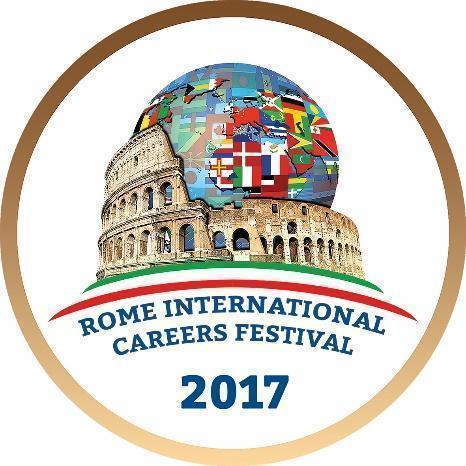 ROME INTERNATIONAL
CAREERS FESTIVAL
2017